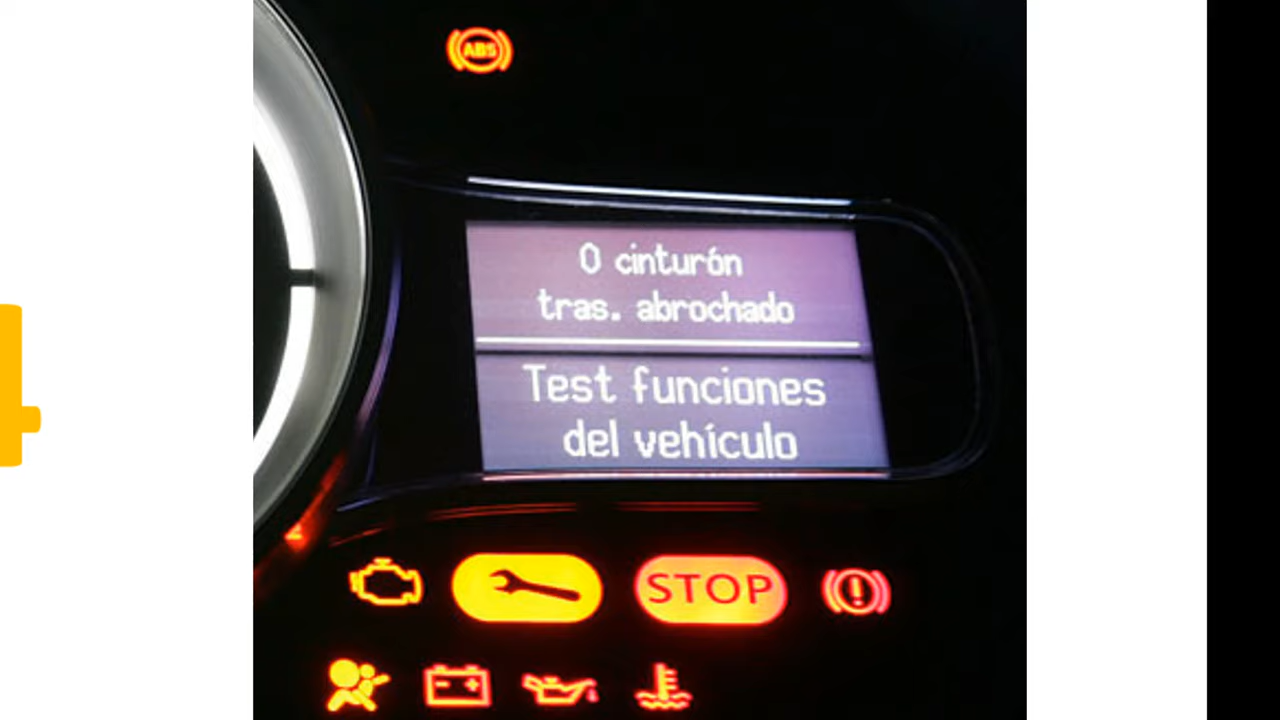 ABS
0 cinturón
tras. abrochado
Test funciones
del vehículo
STOP